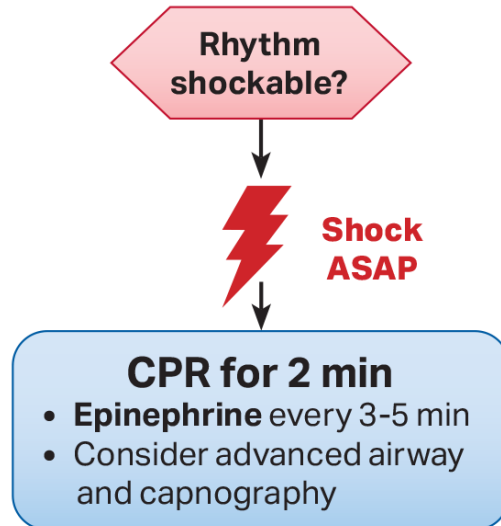 Rhythm
shockable?
Shock
ASAP
CPR for 2 min
• Epinephrine every 3-5 min
• Consider advanced airway
and capnography